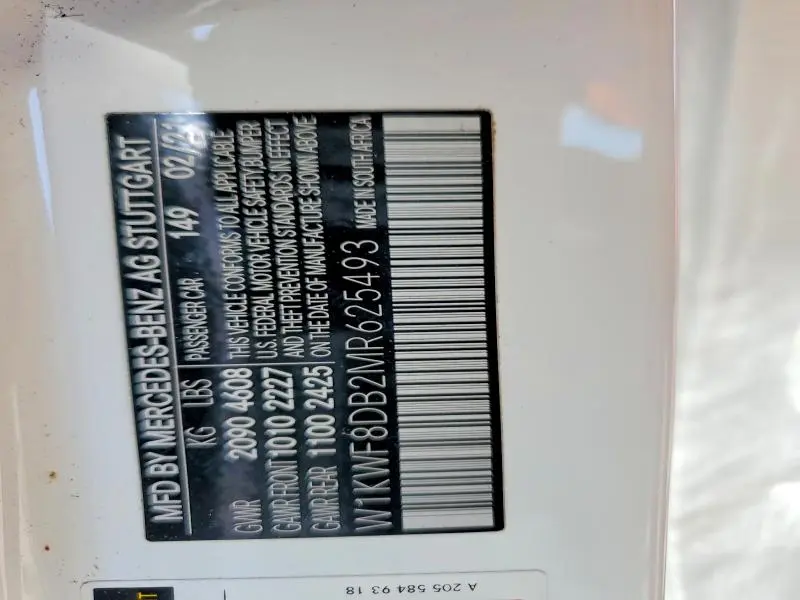 MFD BY MERCEDES-BENZ AG STUTTGART
KG LBS PASSENGER CAR 149 02/21
GVWR 2090 4608 THIS VEHICLE CONFORMS TO ALL APPLICABLE
GAWR FRONT 1010 2227 U.S. FEDERAL MOTOR VEHICLE SAFETY, BUMPER
GAWR REAR 1100 2425 AND THEFT PREVENTION STANDARDS IN EFFECT
ON THE DATE OF MANUFACTURE SHOWN ABOVE
W1KWF8DB2MR625493 MADE IN SOUTH AFRICA
A 205 584 93 18